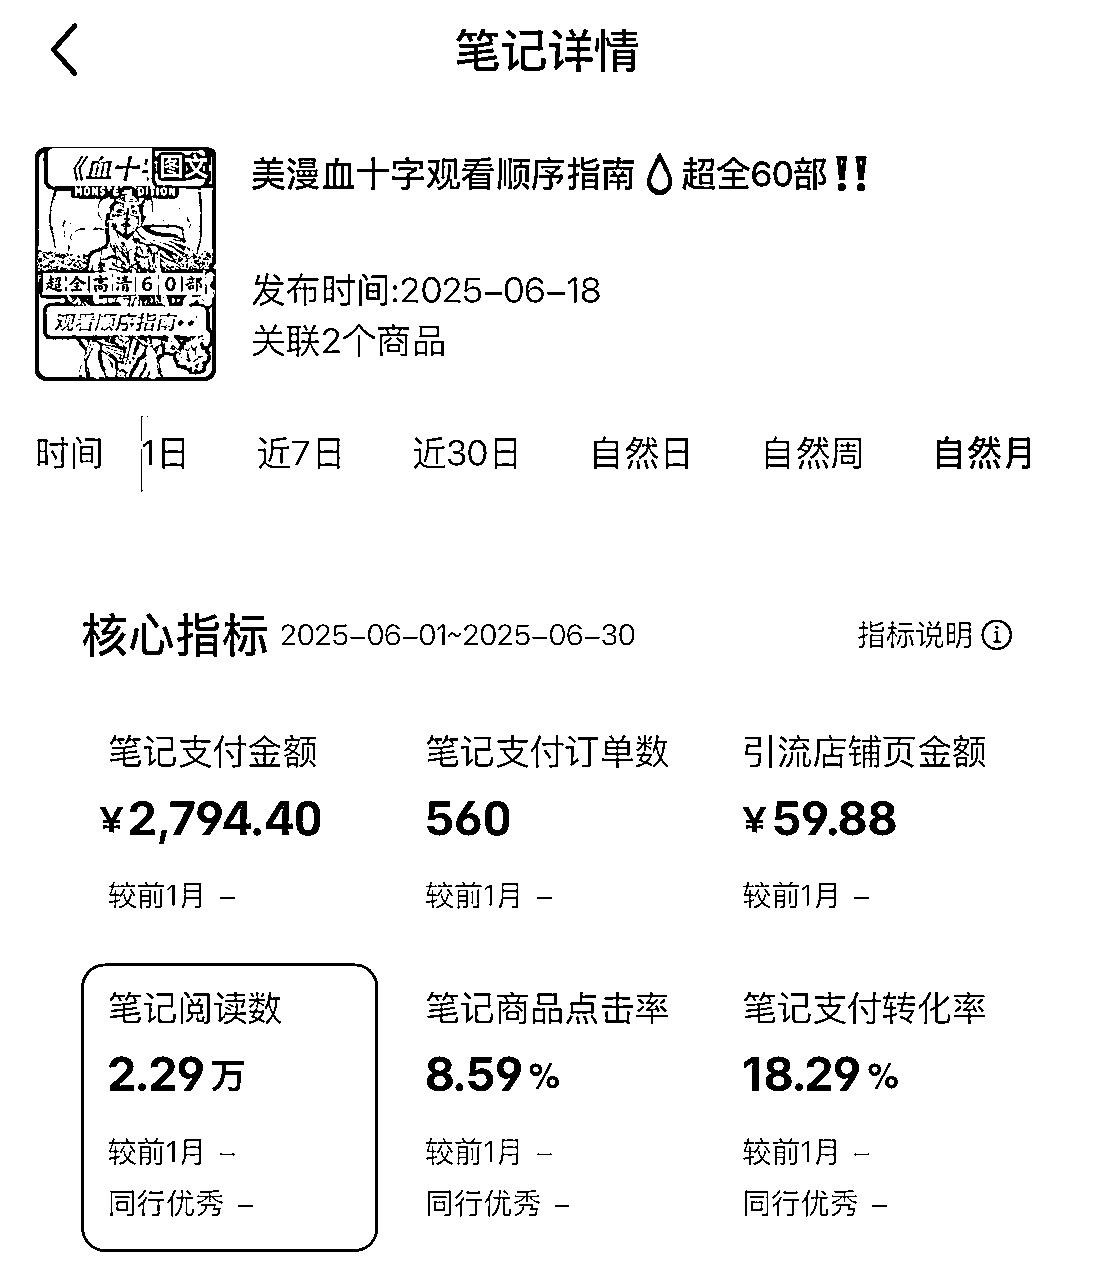 笔记详情
《血十
图文
MONST
DITION
超全高清60部
观看顺序指南··
美漫血十字观看顺序指南💧超全60部‼️
发布时间:2025-06-18
关联2个商品
时间 1日 近7日 近30日 自然日 自然周 自然月
核心指标 2025-06-01~2025-06-30 指标说明
笔记支付金额 笔记支付订单数 引流店铺页金额
¥2,794.40 560 ¥59.88
较前1月 – 较前1月 – 较前1月 –
笔记阅读数 笔记商品点击率 笔记支付转化率
2.29万 8.59% 18.29%
较前1月 – 较前1月 – 较前1月 –
同行优秀 – 同行优秀 – 同行优秀 –